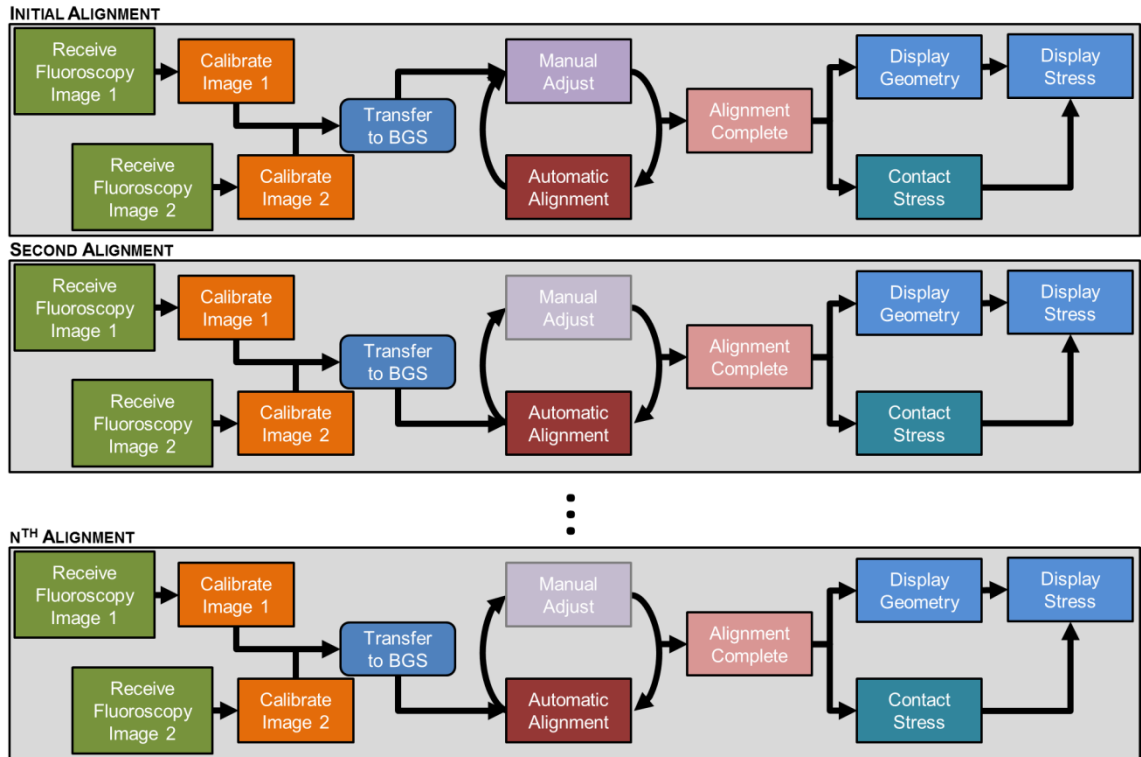 INITIAL ALIGNMENT
Receive
Fluoroscopy
Image 1
Calibrate
Image 1
Receive
Fluoroscopy
Image 2
Calibrate
Image 2
Transfer
to BGS
Manual
Adjust
Automatic
Alignment
Alignment
Complete
Display
Geometry
Display
Stress
Contact
Stress
SECOND ALIGNMENT
Receive
Fluoroscopy
Image 1
Calibrate
Image 1
Receive
Fluoroscopy
Image 2
Calibrate
Image 2
Transfer
to BGS
Manual
Adjust
Automatic
Alignment
Alignment
Complete
Display
Geometry
Display
Stress
Contact
Stress
NTH ALIGNMENT
Receive
Fluoroscopy
Image 1
Calibrate
Image 1
Receive
Fluoroscopy
Image 2
Calibrate
Image 2
Transfer
to BGS
Manual
Adjust
Automatic
Alignment
Alignment
Complete
Display
Geometry
Display
Stress
Contact
Stress